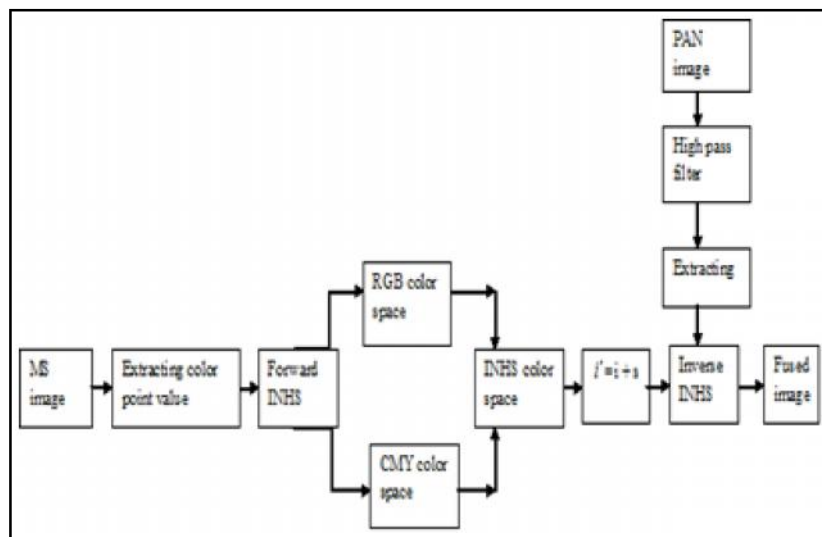 PAN
image
High pass
filter
Extracting
RGB color
space
MS
image
Extracting color
point value
Forward
INHS
INHS color
space
i' = i + s
Inverse
INHS
Fused
image
CMY color
space